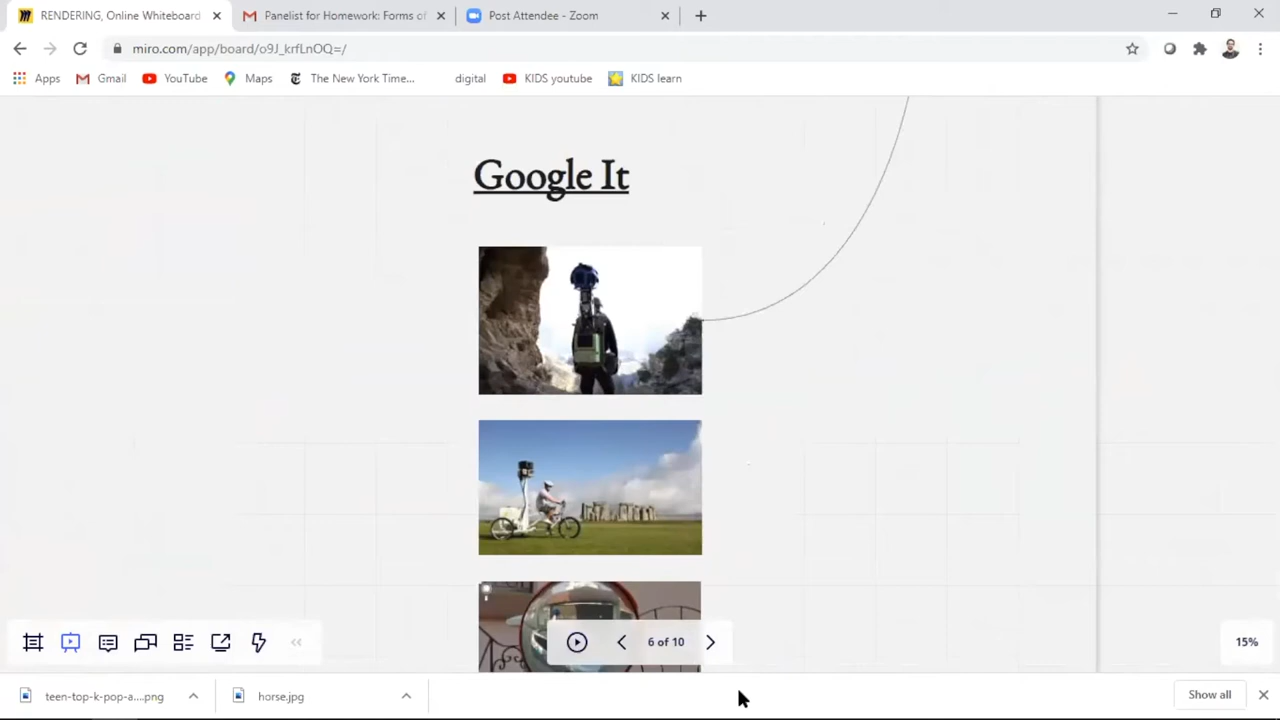 RENDERING, Online Whiteboard
Panelist for Homework: Forms of
Post Attendee - Zoom
miro.com/app/board/o9J_krfLnOQ=/
Apps
Gmail
YouTube
Maps
The New York Time...
digital
KIDS youtube
KIDS learn
Google It
6 of 10
15%
teen-top-k-pop-a....png
horse.jpg
Show all